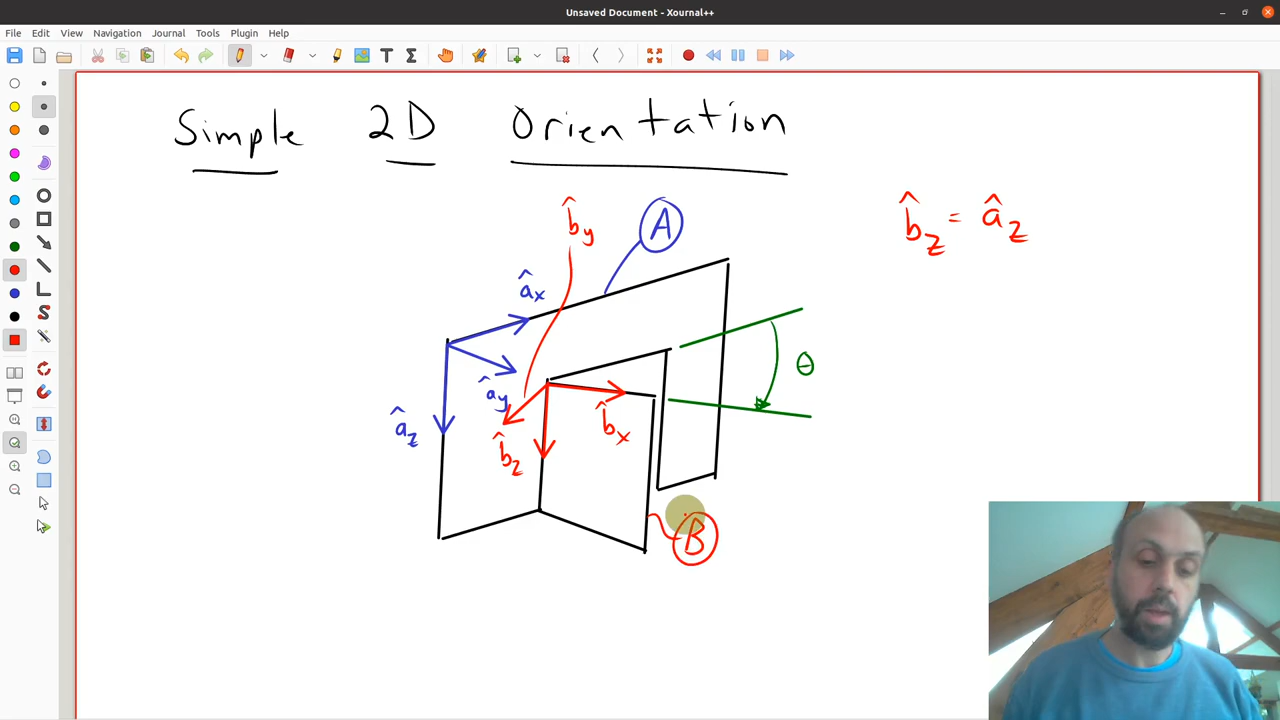 Unsaved Document - Xournal++
File Edit View Navigation Journal Tools Plugin Help
Simple 2D Orientation
b̂y
A
b̂z = âz
âx
θ
ây
âz
b̂x
b̂z
B